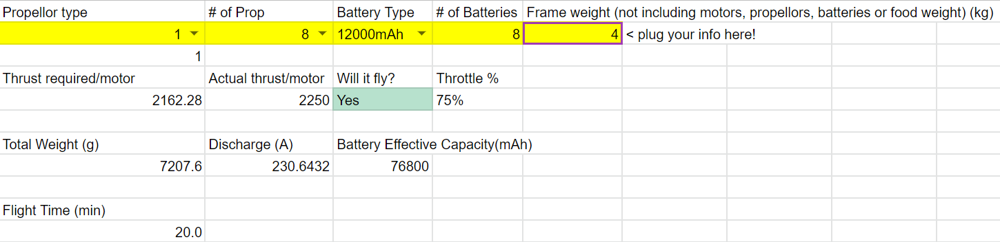 Propellor type # of Prop Battery Type # of Batteries Frame weight (not including motors, propellors, batteries or food weight) (kg)
1 8 12000mAh 8 4 < plug your info here!
1
Thrust required/motor Actual thrust/motor Will it fly? Throttle %
2162.28 2250 Yes 75%
Total Weight (g) Discharge (A) Battery Effective Capacity(mAh)
7207.6 230.6432 76800
Flight Time (min)
20.0